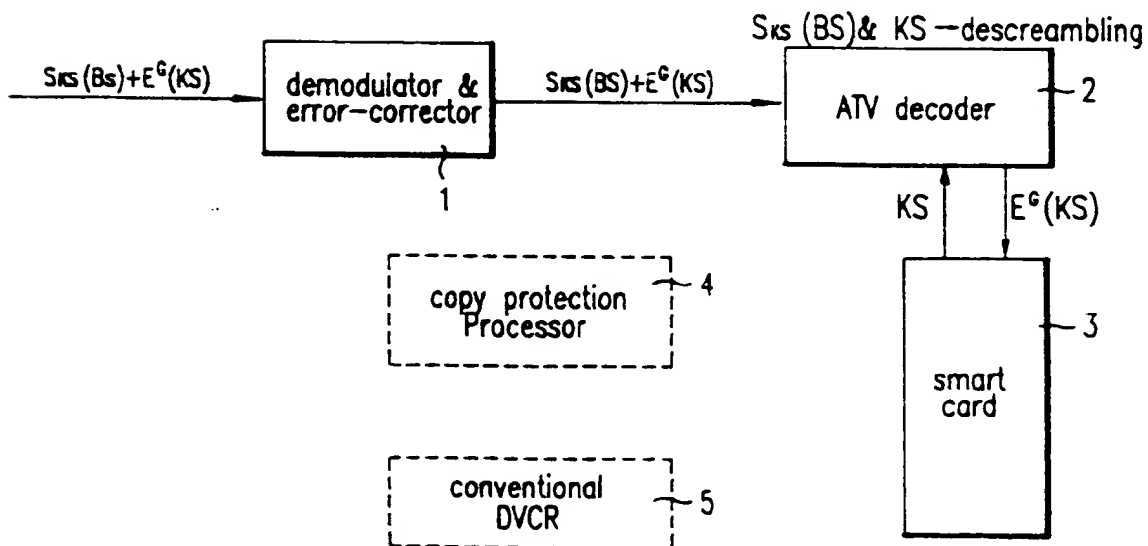 SKS (BS)& KS—descreambling
SKS(BS)+E^G(KS)
demodulator &
error-corrector
SKS(BS)+E^G(KS)
ATV decoder
2
1
KS
E^G(KS)
copy protection
Processor
4
smart
card
3
conventional
DVCR
5